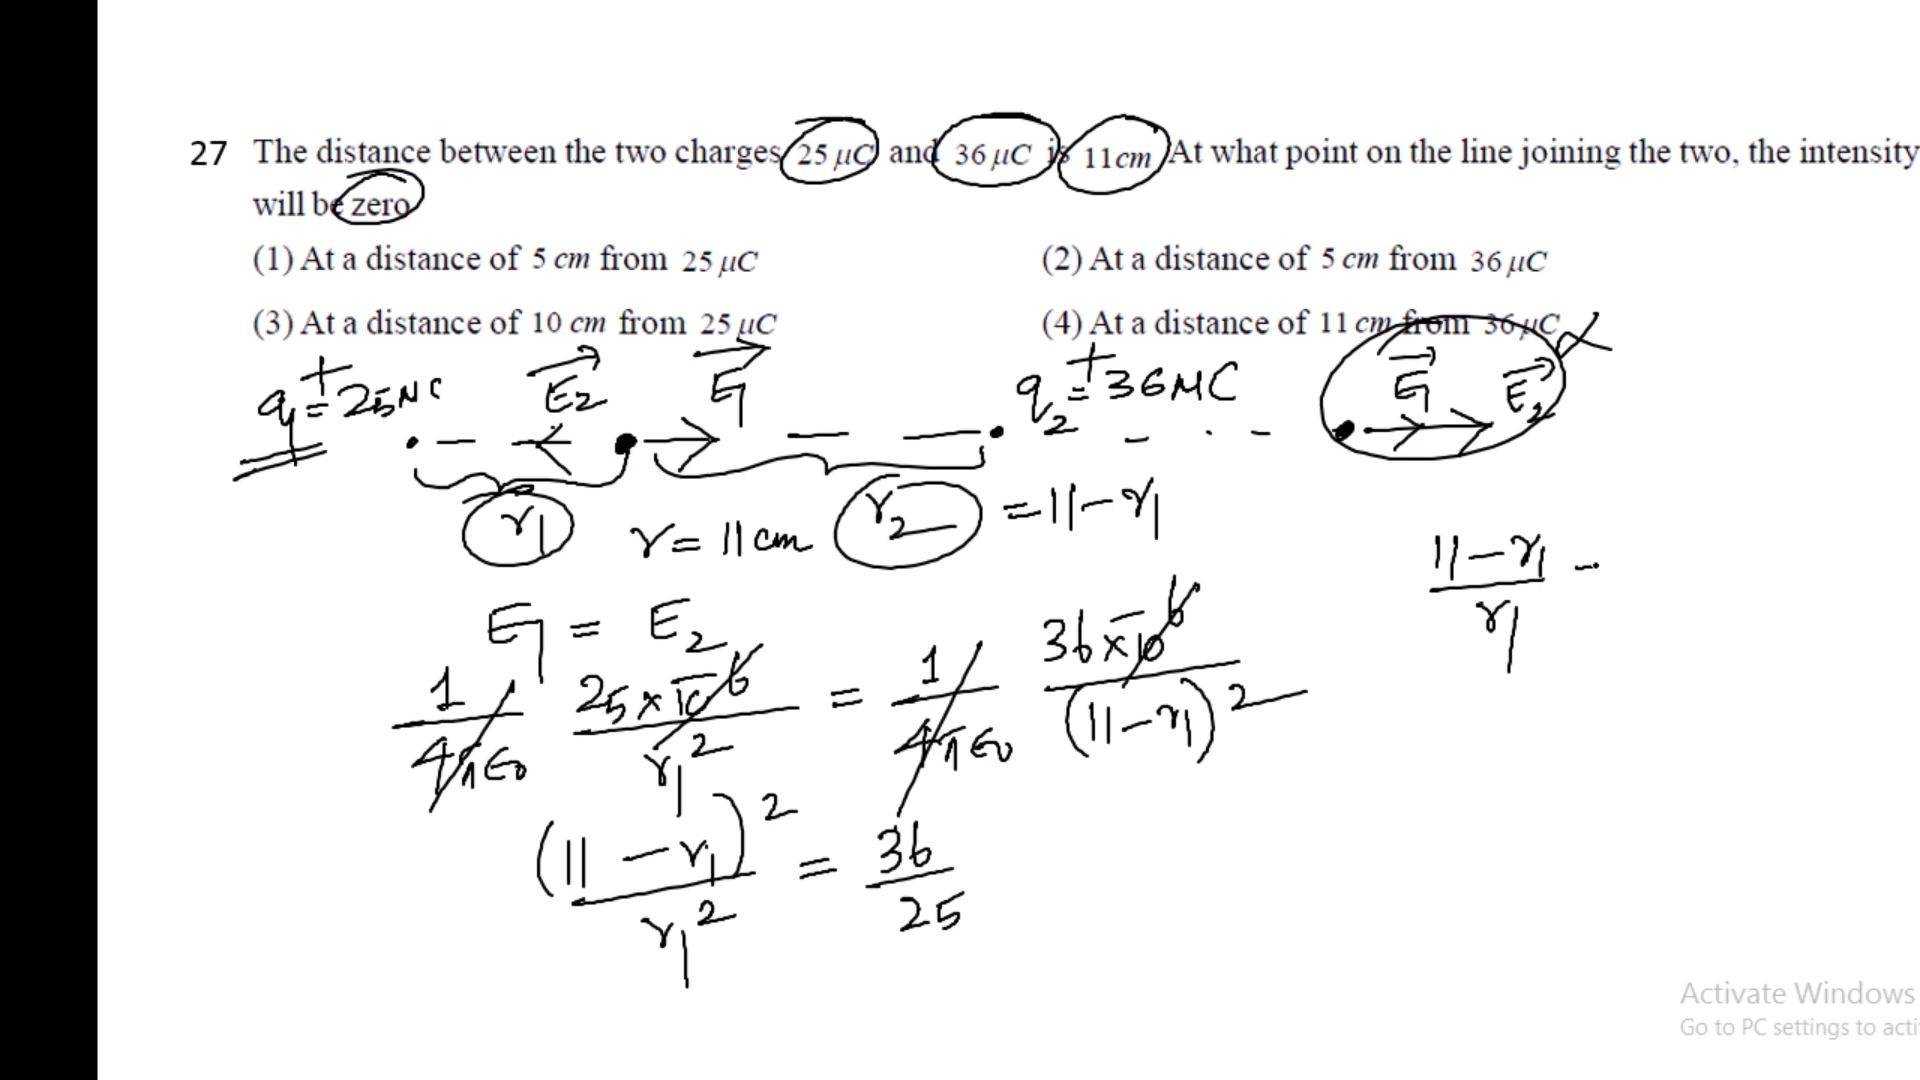 27 The distance between the two charges 25 μC and 36 μC is 11cm At what point on the line joining the two, the intensity
will be zero
(1) At a distance of 5 cm from 25 μC
(2) At a distance of 5 cm from 36 μC
(3) At a distance of 10 cm from 25 μC
(4) At a distance of 11 cm from 36 μC
q₁ = +25 μC
E₂
E₁
q₂ = +36 μC
E₁ E₂
r₁
r = 11 cm
r₂ = 11 − r₁
E₁ = E₂
1/4πε₀ 25 × 10⁻⁶/r₁² = 1/4πε₀ 36 × 10⁻⁶/(11 − r₁)²
(11 − r₁)²/r₁² = 36/25
11 − r₁/r₁ =
Activate Windows
Go to PC settings to acti